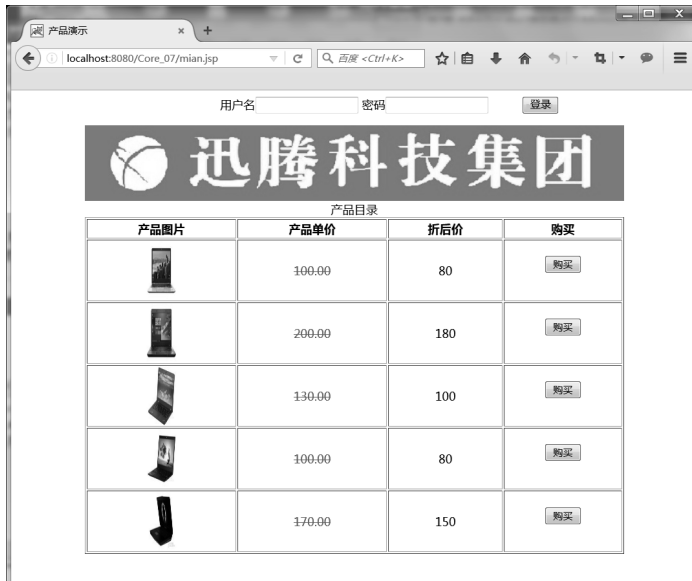 产品演示
localhost:8080/Core_07/mian.jsp
百度 <Ctrl+K>
用户名 密码 登录
迅腾科技集团
产品目录
产品图片 产品单价 折后价 购买
100.00 80 购买
200.00 180 购买
130.00 100 购买
100.00 80 购买
170.00 150 购买